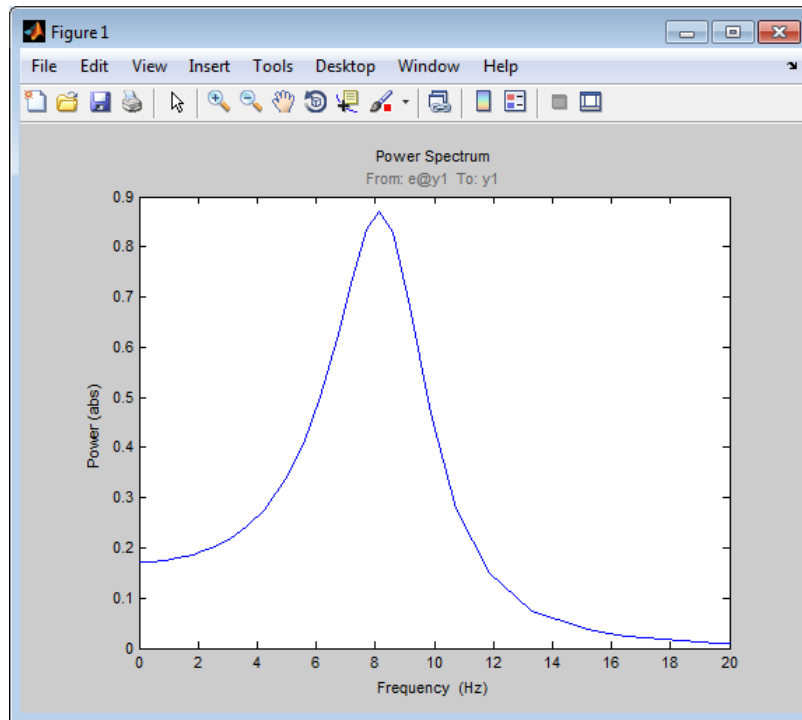 Figure 1
File Edit View Insert Tools Desktop Window Help
Power Spectrum
From: e@y1 To: y1
0.9
0.8
0.7
0.6
0.5
0.4
0.3
0.2
0.1
0
Power (abs)
0 2 4 6 8 10 12 14 16 18 20
Frequency (Hz)